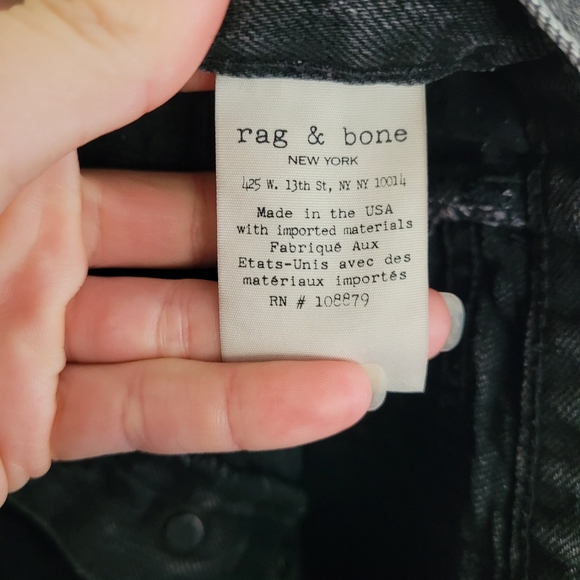 rag & bone
NEW YORK
425 W. 13th St, NY NY 10014
Made in the USA
with imported materials
Fabriqué Aux
Etats-Unis avec des
matériaux importés
RN # 108879